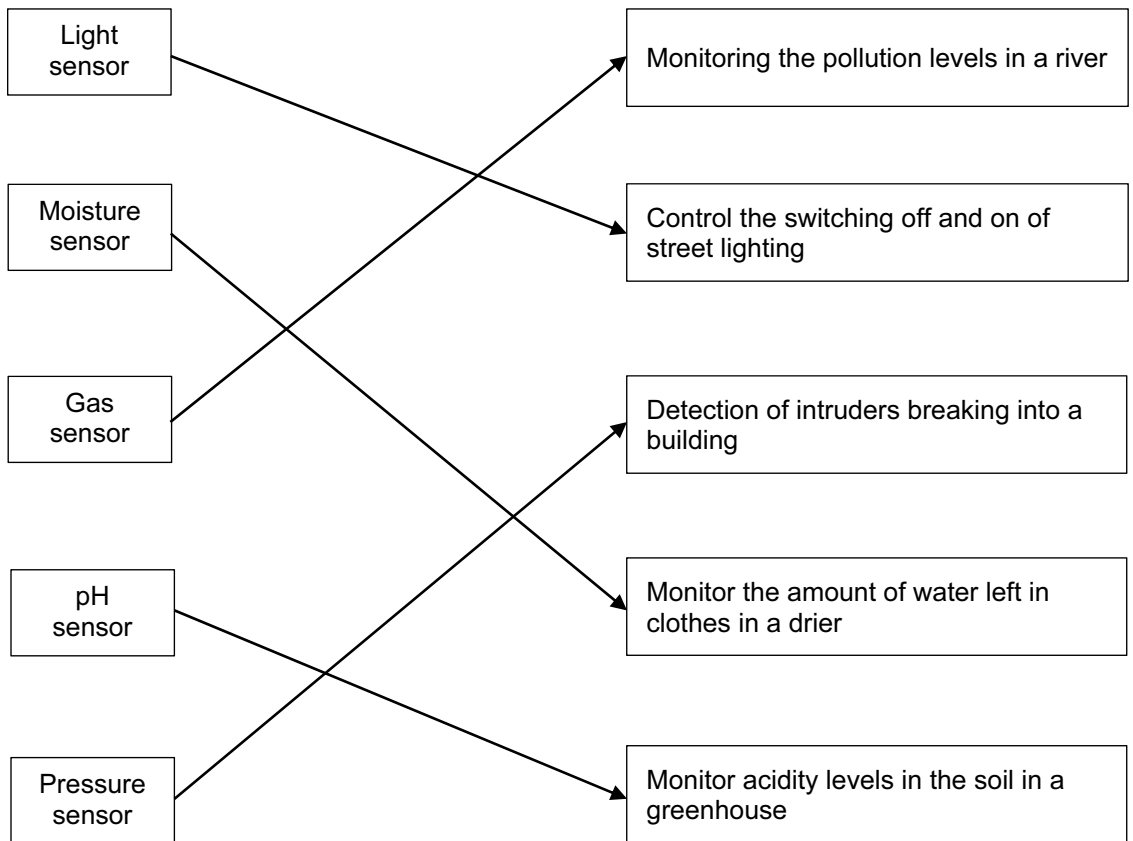 Light
sensor
Monitoring the pollution levels in a river
Moisture
sensor
Control the switching off and on of
street lighting
Gas
sensor
Detection of intruders breaking into a
building
pH
sensor
Monitor the amount of water left in
clothes in a drier
Pressure
sensor
Monitor acidity levels in the soil in a
greenhouse